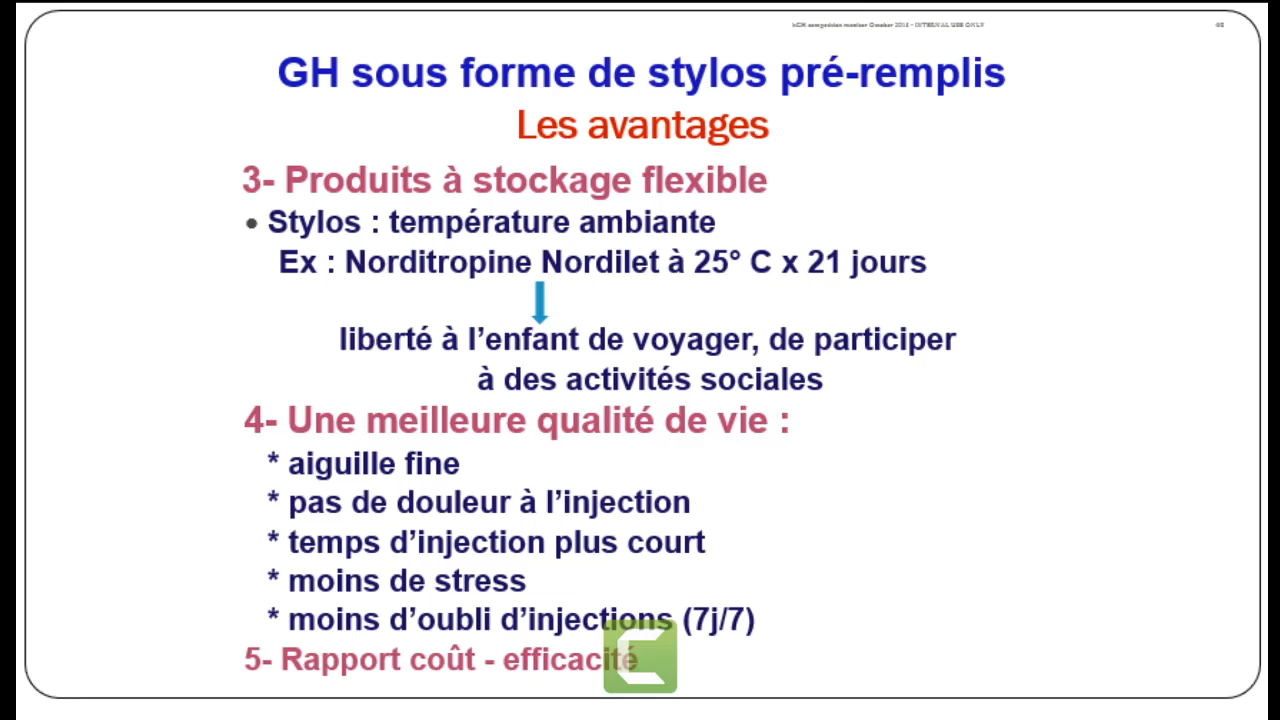 INTERNAL USE ONLY
GH sous forme de stylos pré-remplis
Les avantages
3- Produits à stockage flexible
• Stylos : température ambiante
Ex : Norditropine Nordilet à 25° C x 21 jours
liberté à l’enfant de voyager, de participer
à des activités sociales
4- Une meilleure qualité de vie :
* aiguille fine
* pas de douleur à l’injection
* temps d’injection plus court
* moins de stress
* moins d’oubli d’injections (7j/7)
5- Rapport coût - efficacité